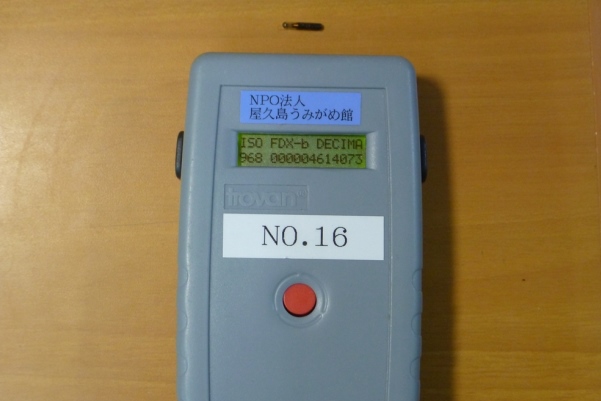 NPO法人
屋久島うみがめ館
ISO FDX-b DECIMA
968 000004614073
trovan
NO.16